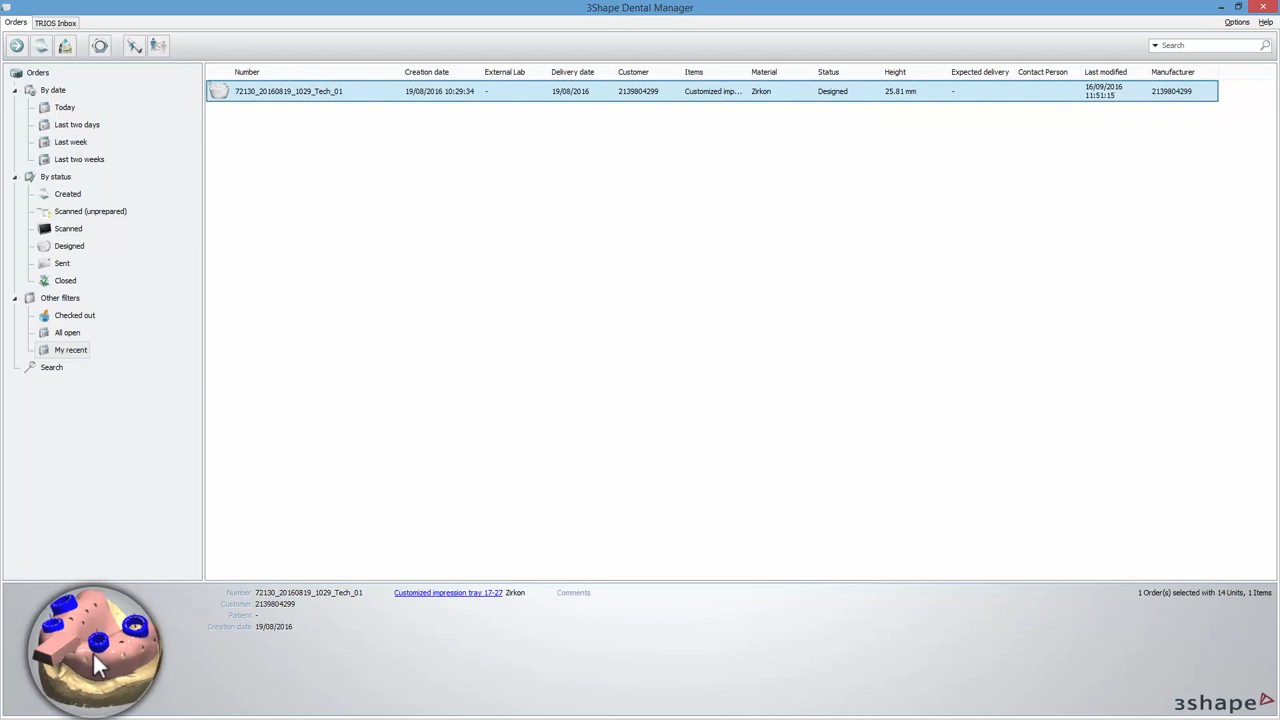 3Shape Dental Manager
Orders TRIOS Inbox Options Help
Search
Orders
By date
Today
Last two days
Last week
Last two weeks
By status
Created
Scanned (unprepared)
Scanned
Designed
Sent
Closed
Other filters
Checked out
All open
My recent
Search
Number Creation date External Lab Delivery date Customer Items Material Status Height Expected delivery Contact Person Last modified Manufacturer
72130_20160819_1029_Tech_01 19/08/2016 10:29:34 - 19/08/2016 2139804299 Customized imp... Zirkon Designed 25.81 mm - 16/09/2016 11:51:15 2139804299
Number 72130_20160819_1029_Tech_01 Customized impression tray 17-27 Zirkon Comments 1 Order(s) selected with 14 Units, 1 Items
Customer 2139804299
Patient -
Creation date 19/08/2016
3shape